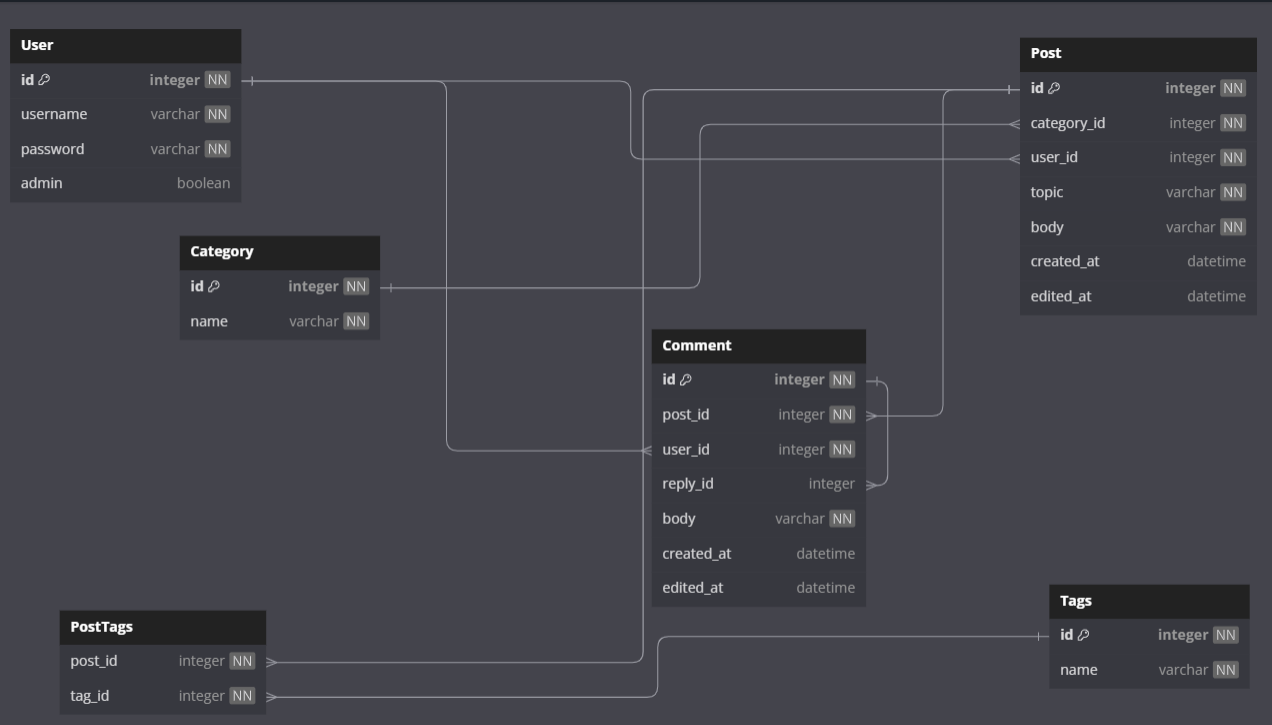 User
id integer NN
username varchar NN
password varchar NN
admin boolean
Post
id integer NN
category_id integer NN
user_id integer NN
topic varchar NN
body varchar NN
created_at datetime
edited_at datetime
Category
id integer NN
name varchar NN
Comment
id integer NN
post_id integer NN
user_id integer NN
reply_id integer
body varchar NN
created_at datetime
edited_at datetime
PostTags
post_id integer NN
tag_id integer NN
Tags
id integer NN
name varchar NN